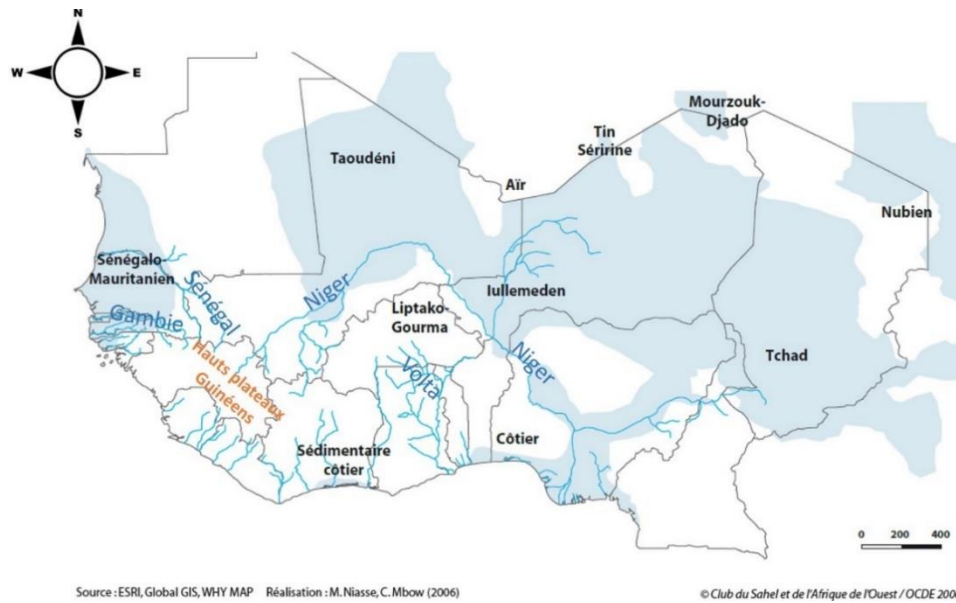 N
W
E
S
Mourzouk-
Djado
Tin
Séririne
Taoudéni
Aïr
Nubien
Sénégalo-
Mauritanien
Sénégal
Niger
Iullemeden
Liptako-
Gourma
Gambie
Hauts plateaux
Guinéens
Volta
Niger
Tchad
Sédimentaire
côtier
Côtier
0 200 400
Source : ESRI, Global GIS, WHY MAP Réalisation : M. Niasse, C. Mbow (2006)
© Club du Sahel et de l'Afrique de l'Ouest / OCDE